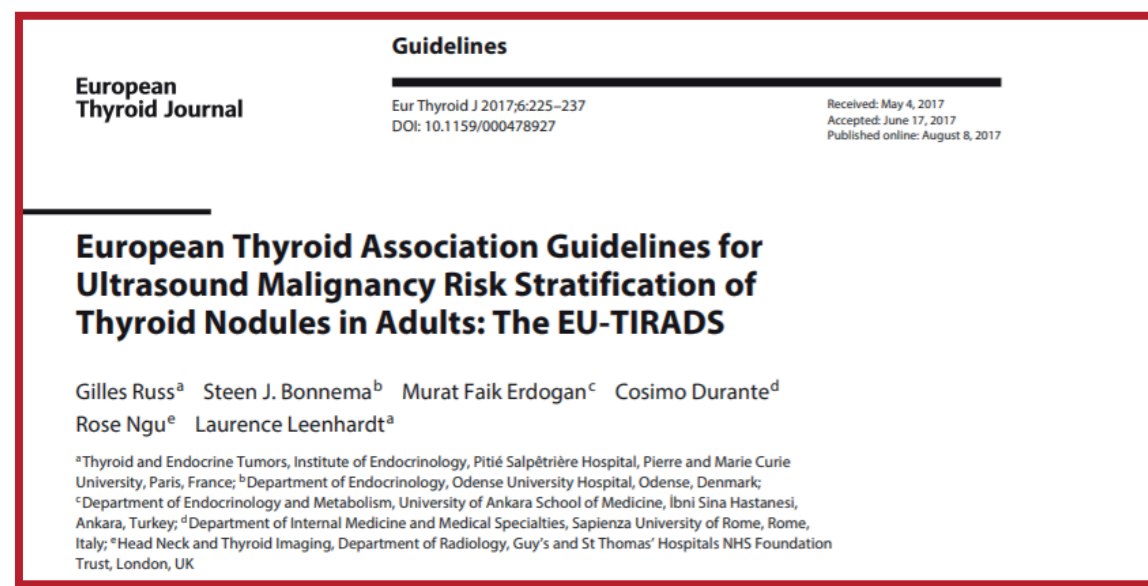 Guidelines
European
Thyroid Journal
Eur Thyroid J 2017;6:225–237
DOI: 10.1159/000478927
Received: May 4, 2017
Accepted: June 17, 2017
Published online: August 8, 2017
European Thyroid Association Guidelines for
Ultrasound Malignancy Risk Stratification of
Thyroid Nodules in Adults: The EU-TIRADS
Gilles Russᵃ Steen J. Bonnemaᵇ Murat Faik Erdoganᶜ Cosimo Duranteᵈ
Rose Nguᵉ Laurence Leenhardtᵃ
ᵃThyroid and Endocrine Tumors, Institute of Endocrinology, Pitié Salpêtrière Hospital, Pierre and Marie Curie
University, Paris, France; ᵇDepartment of Endocrinology, Odense University Hospital, Odense, Denmark;
ᶜDepartment of Endocrinology and Metabolism, University of Ankara School of Medicine, İbni Sina Hastanesi,
Ankara, Turkey; ᵈDepartment of Internal Medicine and Medical Specialties, Sapienza University of Rome, Rome,
Italy; ᵉHead Neck and Thyroid Imaging, Department of Radiology, Guy's and St Thomas' Hospitals NHS Foundation
Trust, London, UK